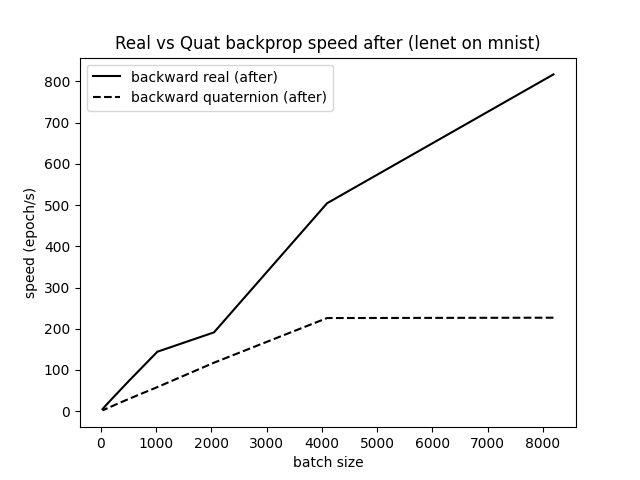 Real vs Quat backprop speed after (lenet on mnist)
backward real (after)
backward quaternion (after)
800
700
600
500
400
300
200
100
0
speed (epoch/s)
0 1000 2000 3000 4000 5000 6000 7000 8000
batch size